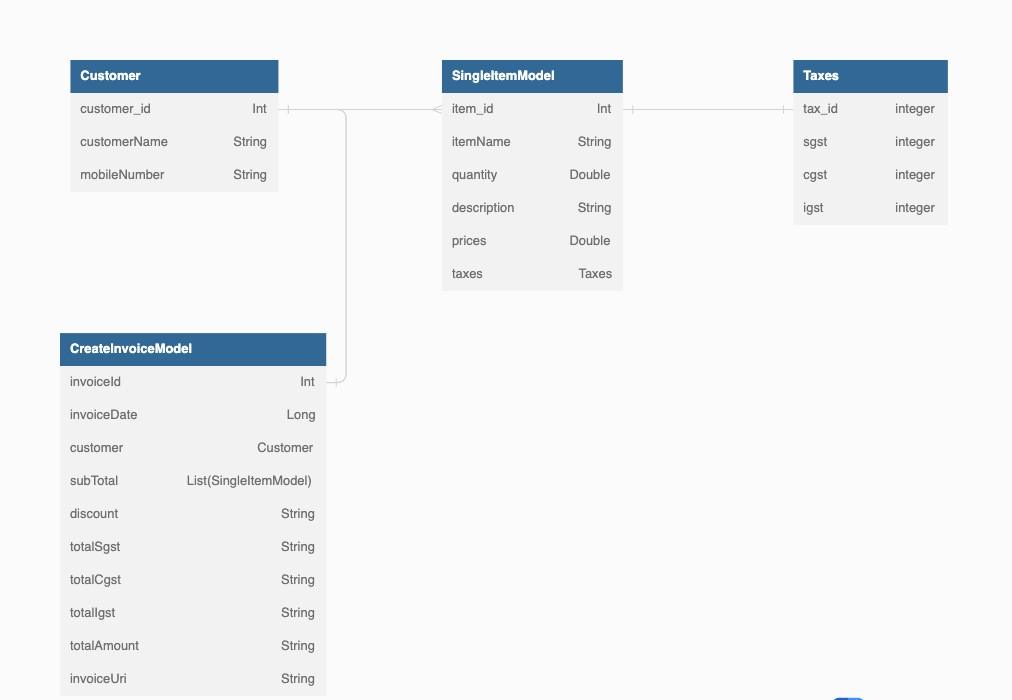 Customer
customer_id Int
customerName String
mobileNumber String
SingleItemModel
item_id Int
itemName String
quantity Double
description String
prices Double
taxes Taxes
Taxes
tax_id integer
sgst integer
cgst integer
igst integer
CreateInvoiceModel
invoiceId Int
invoiceDate Long
customer Customer
subTotal List(SingleItemModel)
discount String
totalSgst String
totalCgst String
totalIgst String
totalAmount String
invoiceUri String